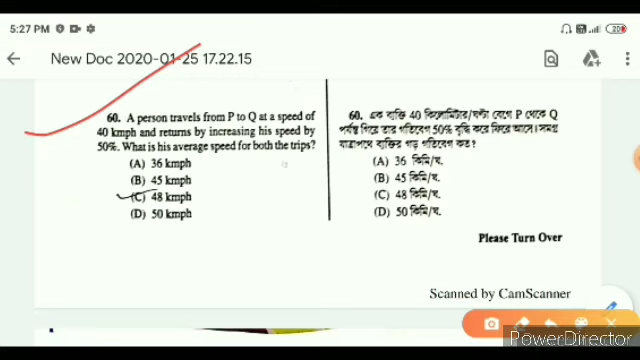 5:27 PM
20
New Doc 2020-01-25 17.22.15
60. A person travels from P to Q at a speed of
40 kmph and returns by increasing his speed by
50%. What is his average speed for both the trips?
(A) 36 kmph
(B) 45 kmph
(C) 48 kmph
(D) 50 kmph
60. এক ব্যক্তি 40 কিলোমিটার/ঘণ্টা বেগে P থেকে Q
পর্যন্ত গিয়ে তার গতিবেগ 50% বৃদ্ধি করে ফিরে আসে। সমগ্র
যাত্রাপথে ব্যক্তির গড় গতিবেগ কত?
(A) 36 কিমি/ঘ.
(B) 45 কিমি/ঘ.
(C) 48 কিমি/ঘ.
(D) 50 কিমি/ঘ.
Please Turn Over
Scanned by CamScanner
PowerDirector